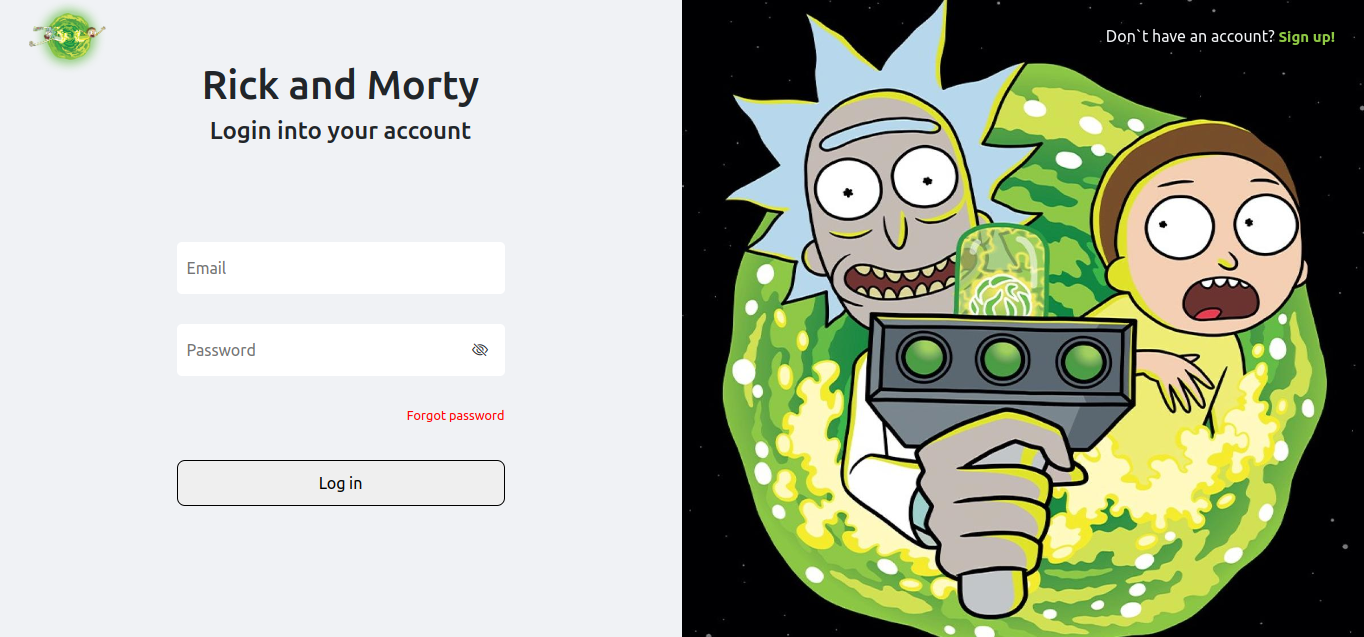 Don`t have an account? Sign up!
Rick and Morty
Login into your account
Email
Password
Forgot password
Log in